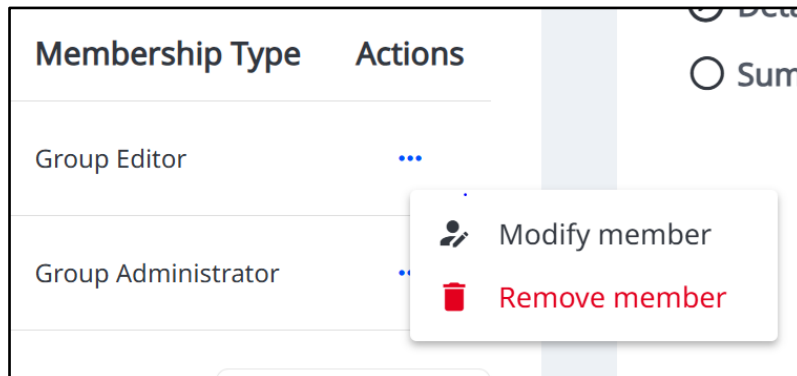 Membership Type Actions
Group Editor
Modify member
Group Administrator
Remove member